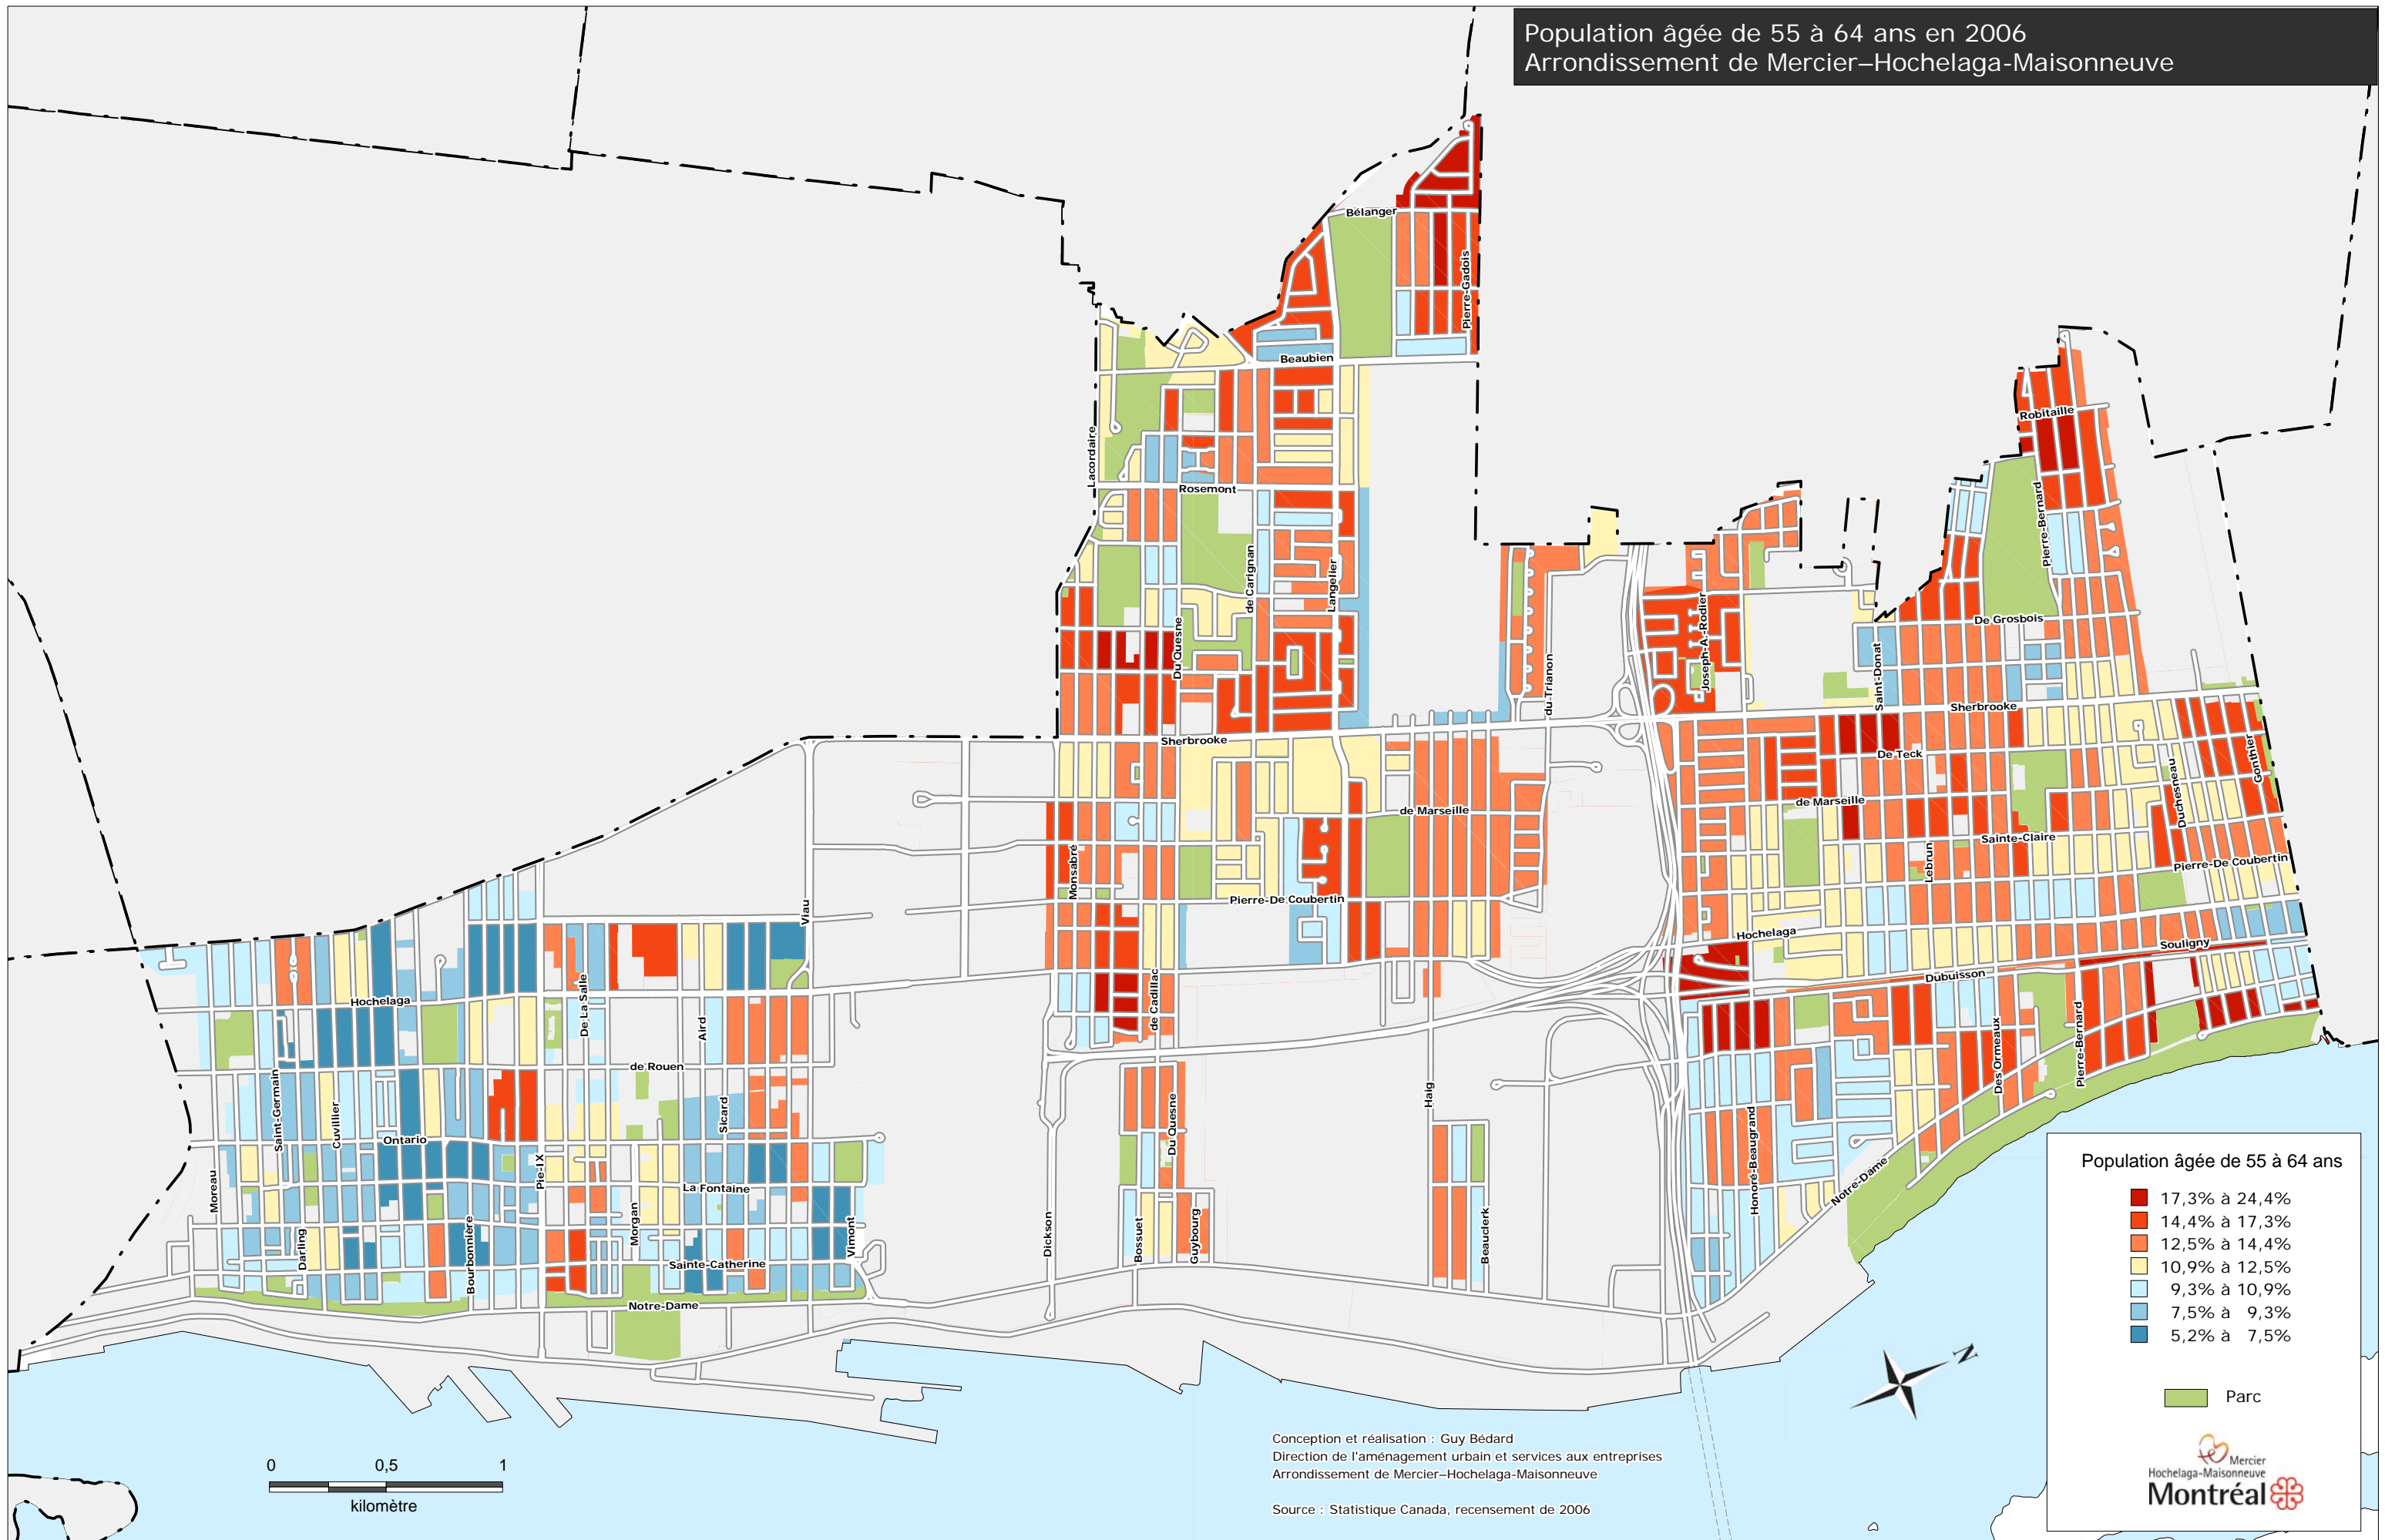 Population âgée de 55 à 64 ans en 2006
Arrondissement de Mercier–Hochelaga-Maisonneuve
Bélanger
Pierre-Gadois
Beaubien
Robitaille
Lacordaire
Rosemont
Pierre-Bernard
de Carignan
Langelier
Du Quesne
Joseph-A.-Rodier
De Grosbois
du Trianon
Saint-Donat
Sherbrooke
Sherbrooke
De Teck
Gonthier
Duchesneau
de Marseille
de Marseille
Sainte-Claire
Monsabré
Lebrun
Pierre-De Coubertin
Pierre-De Coubertin
Viau
Hochelaga
Souligny
Dubuisson
Hochelaga
De La Salle
Aird
de Cadillac
Des Ormeaux
Pierre-Bernard
de Rouen
Saint-Germain
Cuvillier
Ontario
Sicard
Du Quesne
Haig
Honoré-Beaugrand
Moreau
Pie-IX
La Fontaine
Notre-Dame
Darling
Bourbonnière
Morgan
Vimont
Dickson
Bossuet
Guybourg
Beauclerk
Sainte-Catherine
Notre-Dame
Population âgée de 55 à 64 ans
17,3% à 24,4%
14,4% à 17,3%
12,5% à 14,4%
10,9% à 12,5%
9,3% à 10,9%
7,5% à 9,3%
5,2% à 7,5%
Parc
N
Mercier
Hochelaga-Maisonneuve
Montréal
0 0,5 1
kilomètre
Conception et réalisation : Guy Bédard
Direction de l'aménagement urbain et services aux entreprises
Arrondissement de Mercier–Hochelaga-Maisonneuve
Source : Statistique Canada, recensement de 2006